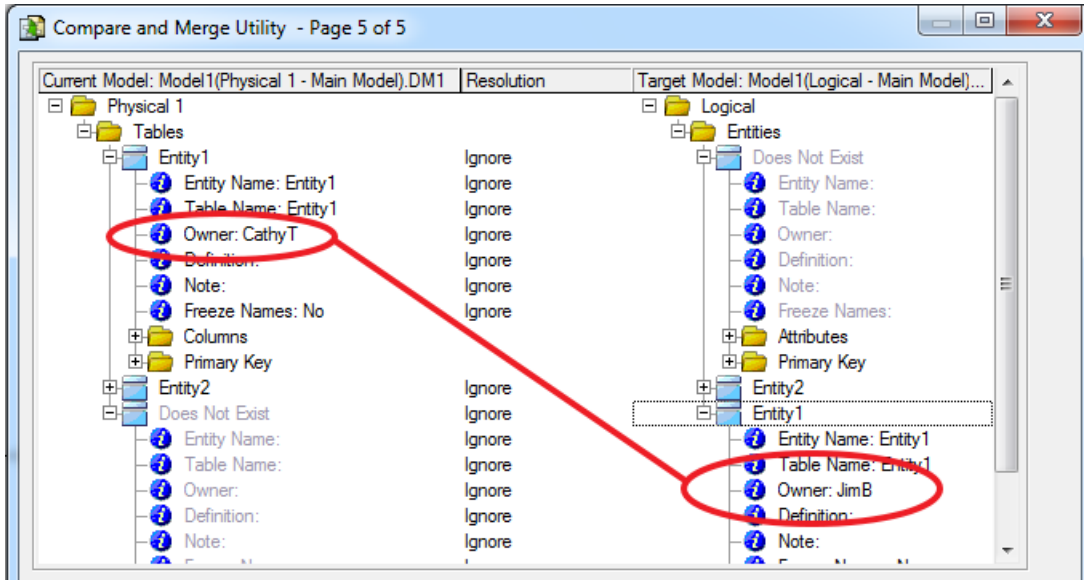 Compare and Merge Utility - Page 5 of 5
Current Model: Model1(Physical 1 - Main Model).DM1 Resolution Target Model: Model1(Logical - Main Model)...
Physical 1 Logical
Tables Entities
Entity1 Ignore Does Not Exist
Entity Name: Entity1 Ignore Entity Name:
Table Name: Entity1 Ignore Table Name:
Owner: CathyT Ignore Owner:
Definition: Ignore Definition:
Note: Ignore Note:
Freeze Names: No Ignore Freeze Names:
Columns Attributes
Primary Key Primary Key
Entity2 Ignore Entity2
Does Not Exist Ignore Entity1
Entity Name: Ignore Entity Name: Entity1
Table Name: Ignore Table Name: Entity1
Owner: Ignore Owner: JimB
Definition: Ignore Definition:
Note: Ignore Note: